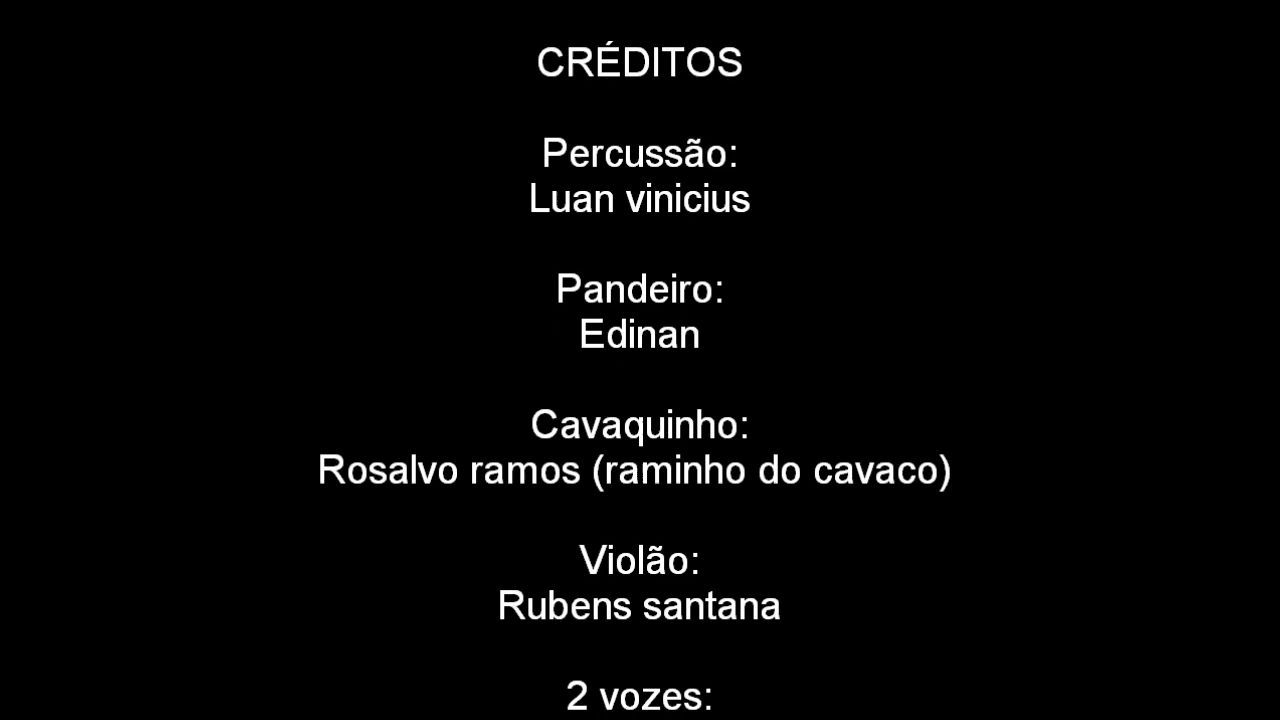 CRÉDITOS
Percussão:
Luan vinicius
Pandeiro:
Edinan
Cavaquinho:
Rosalvo ramos (raminho do cavaco)
Violão:
Rubens santana
2 vozes: